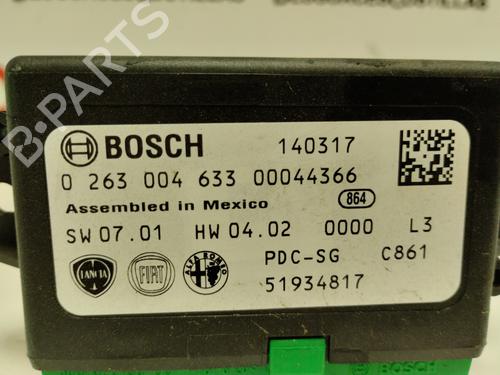 BOSCH 140317
0 263 004 633 00044366
Assembled in Mexico 864
SW 07.01 HW 04.02 0000 L3
LANCIA FIAT ALFA ROMEO PDC-SG C861
51934817
B-PARTS
BOSCH